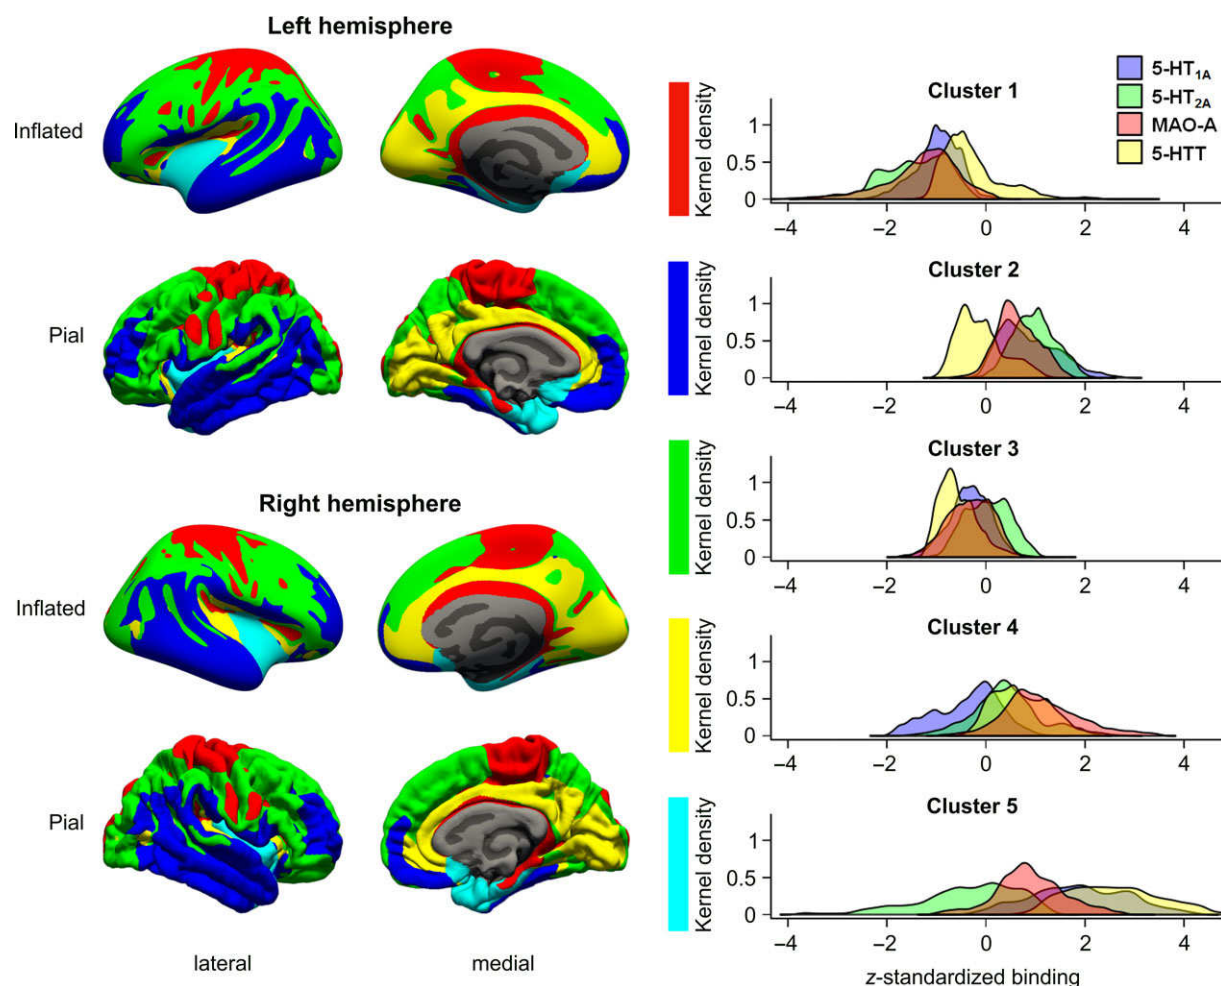 Left hemisphere
Inflated
Pial
Right hemisphere
Inflated
Pial
lateral
medial
5-HT1A
5-HT2A
MAO-A
5-HTT
Cluster 1
Kernel density
1
0.5
0
−4
−2
0
2
4
Cluster 2
Kernel density
1
0.5
0
−4
−2
0
2
4
Cluster 3
Kernel density
1
0.5
0
−4
−2
0
2
4
Cluster 4
Kernel density
1
0.5
0
−4
−2
0
2
4
Cluster 5
Kernel density
1
0.5
0
−4
−2
0
2
4
z-standardized binding